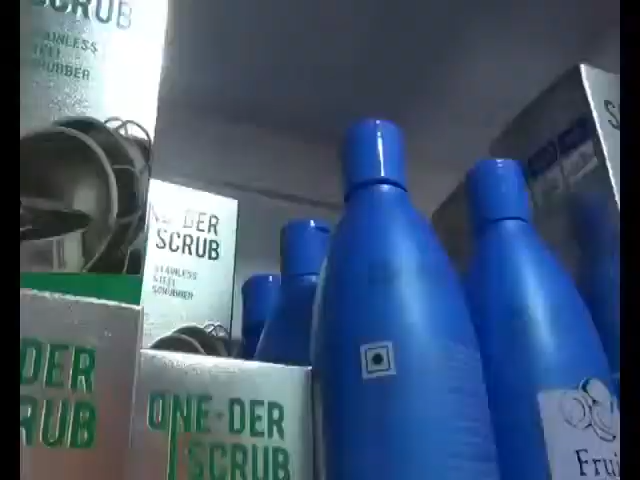 SCRUB
STAINLESS
STEEL
SCRUBBER
DER
SCRUB
STAINLESS
STEEL
SCRUBBER
DER
RUB
ONE-DER
SCRUB
Frui